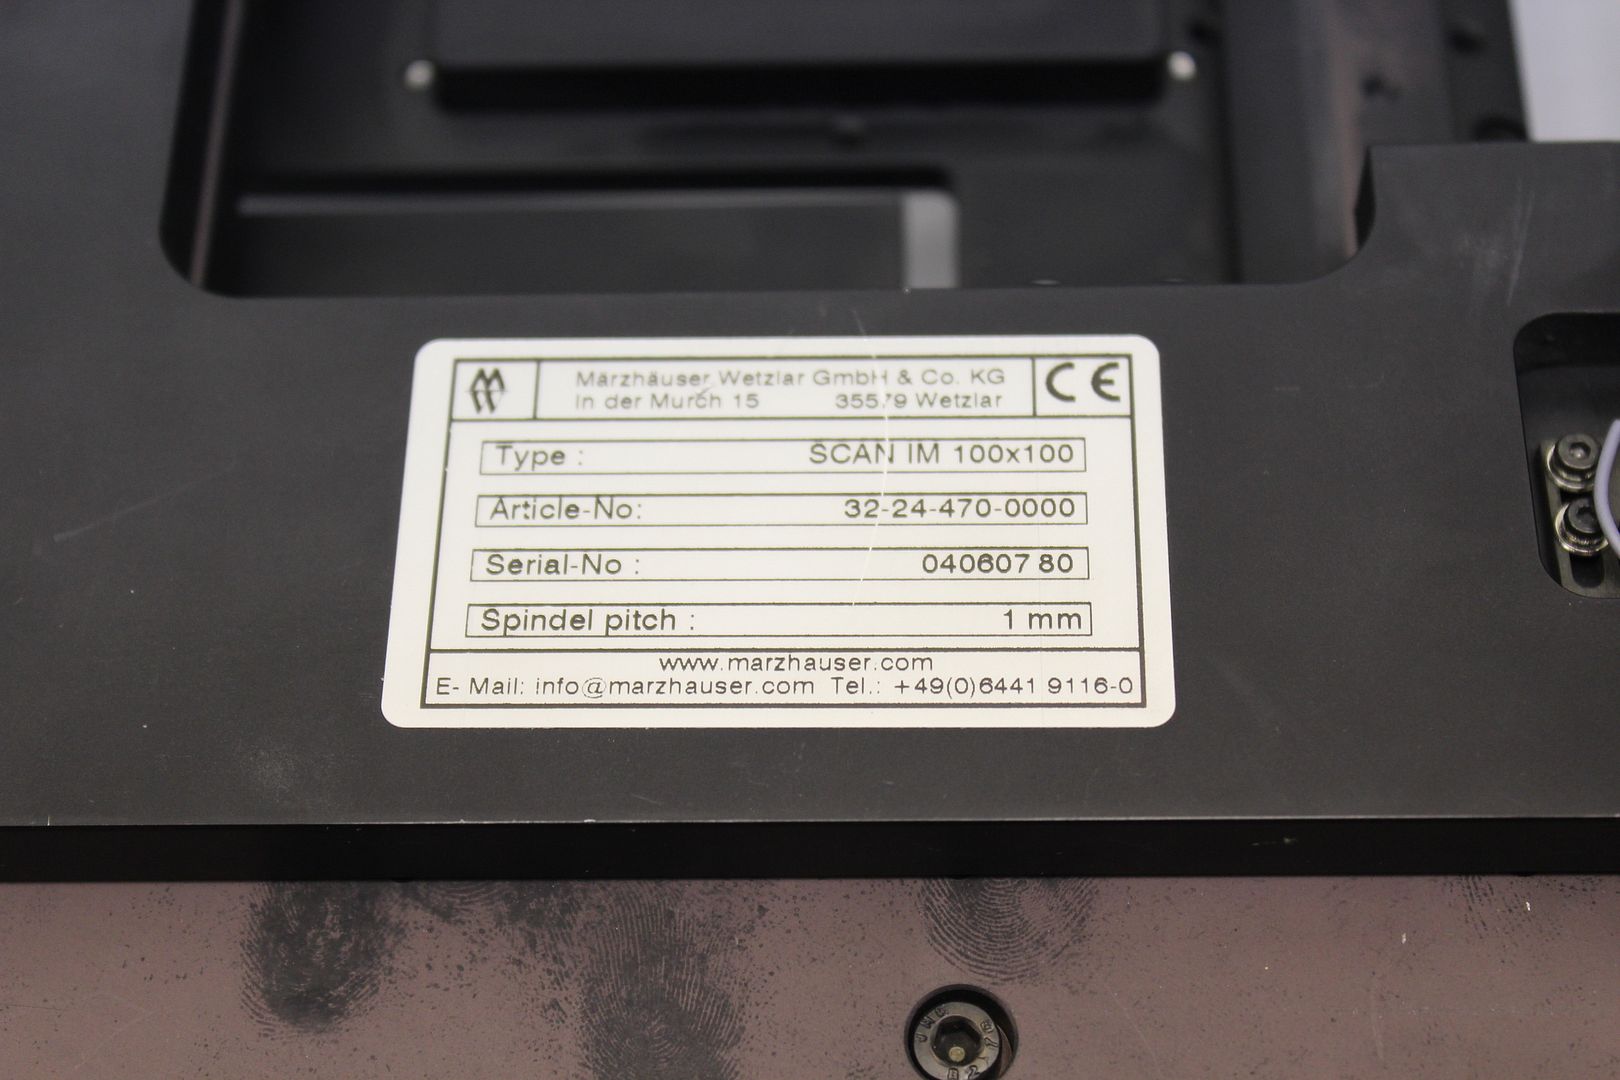 Märzhäuser Wetzlar GmbH & Co. KG
In der Murch 15 35579 Wetzlar
CE
Type : SCAN IM 100x100
Article-No: 32-24-470-0000
Serial-No : 04060780
Spindel pitch : 1 mm
www.marzhauser.com
E- Mail: info@marzhauser.com Tel.: +49(0)6441 9116-0